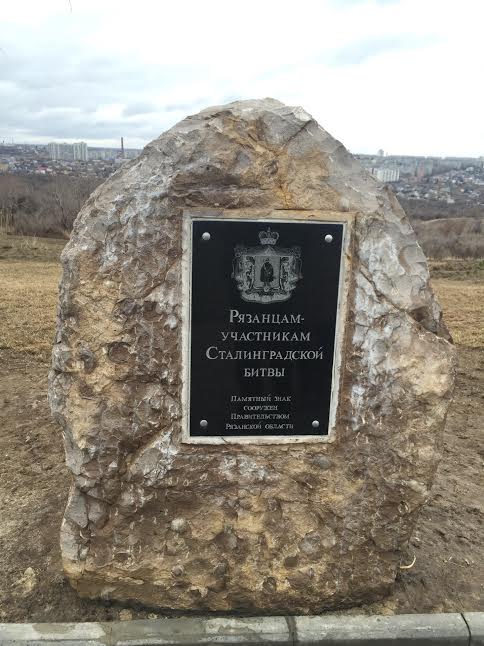 Рязанцам-
участникам
Сталинградской
битвы
Памятный знак
сооружен
Правительством
Рязанской области